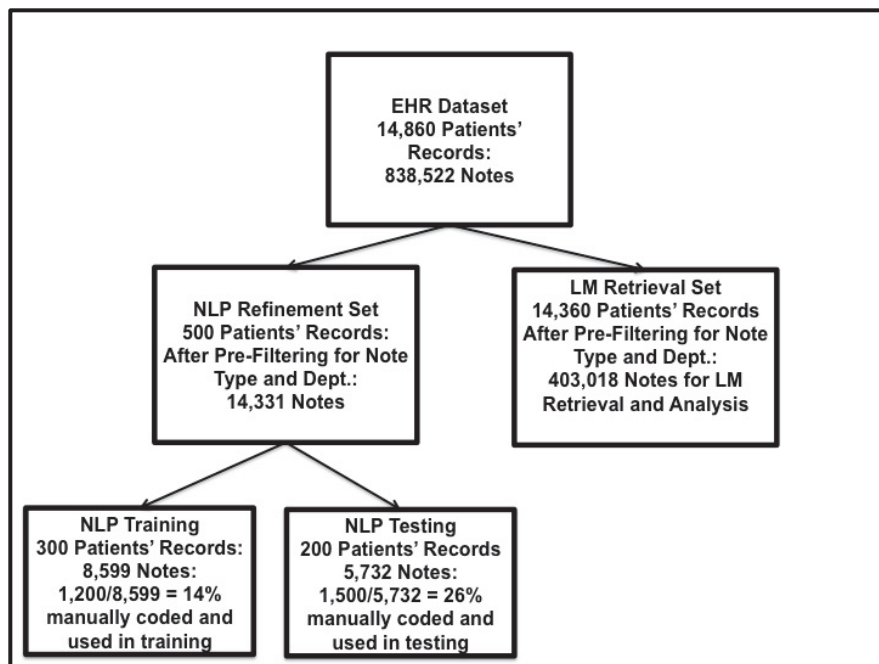 EHR Dataset
14,860 Patients’
Records:
838,522 Notes
NLP Refinement Set
500 Patients’ Records:
After Pre-Filtering for Note
Type and Dept.:
14,331 Notes
LM Retrieval Set
14,360 Patients’ Records
After Pre-Filtering for Note
Type and Dept.:
403,018 Notes for LM
Retrieval and Analysis
NLP Training
300 Patients’ Records:
8,599 Notes:
1,200/8,599 = 14%
manually coded and
used in training
NLP Testing
200 Patients’ Records
5,732 Notes:
1,500/5,732 = 26%
manually coded and
used in testing